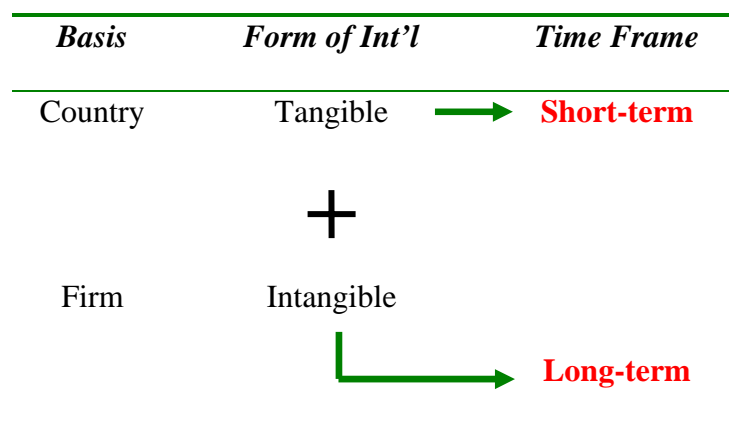 Basis Form of Int'l Time Frame
Country Tangible Short-term
+
Firm Intangible
Long-term